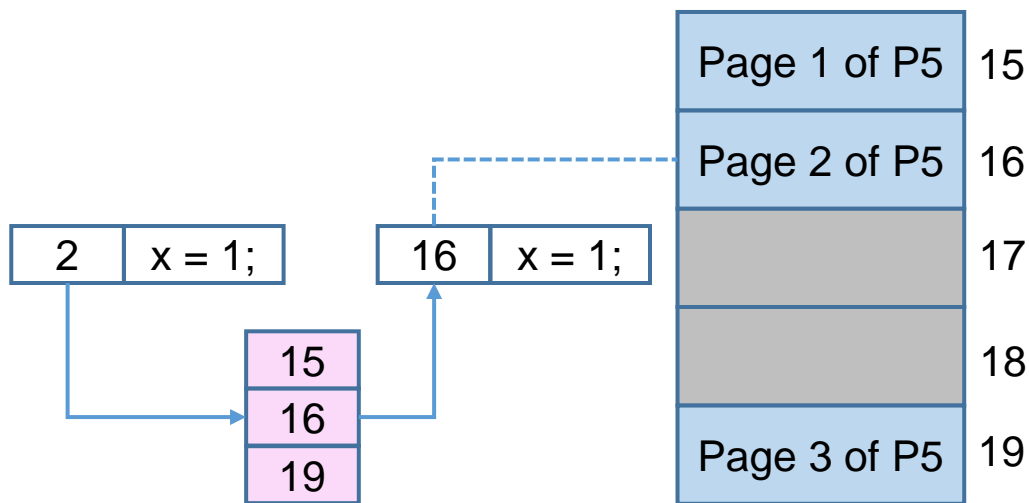 Page 1 of P5 15
Page 2 of P5 16
2 x = 1; 16 x = 1;
17
15
16
19
18
Page 3 of P5 19